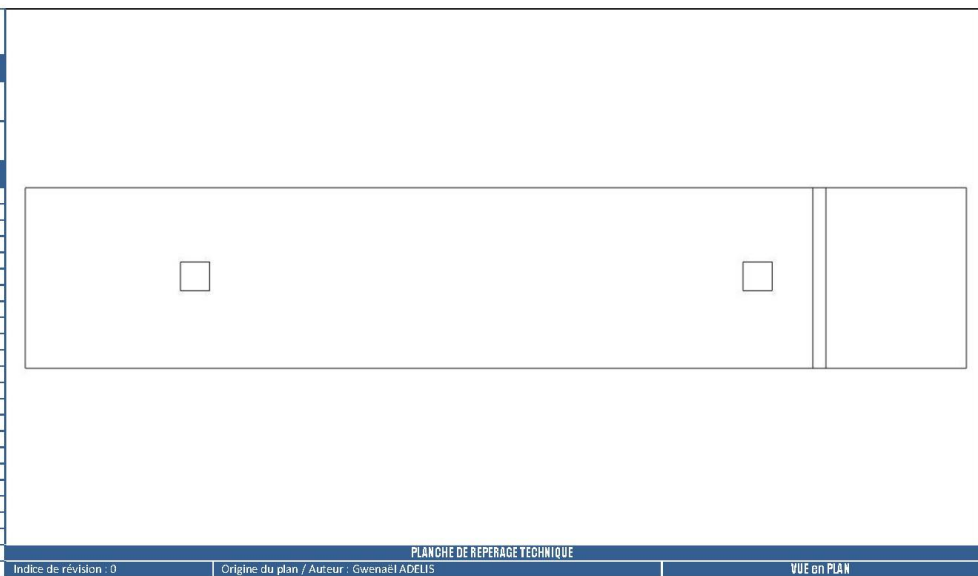 PLANCHE DE REPERAGE TECHNIQUE
Indice de révision : 0 Origine du plan / Auteur : Gwenaël ADELIS VUE en PLAN